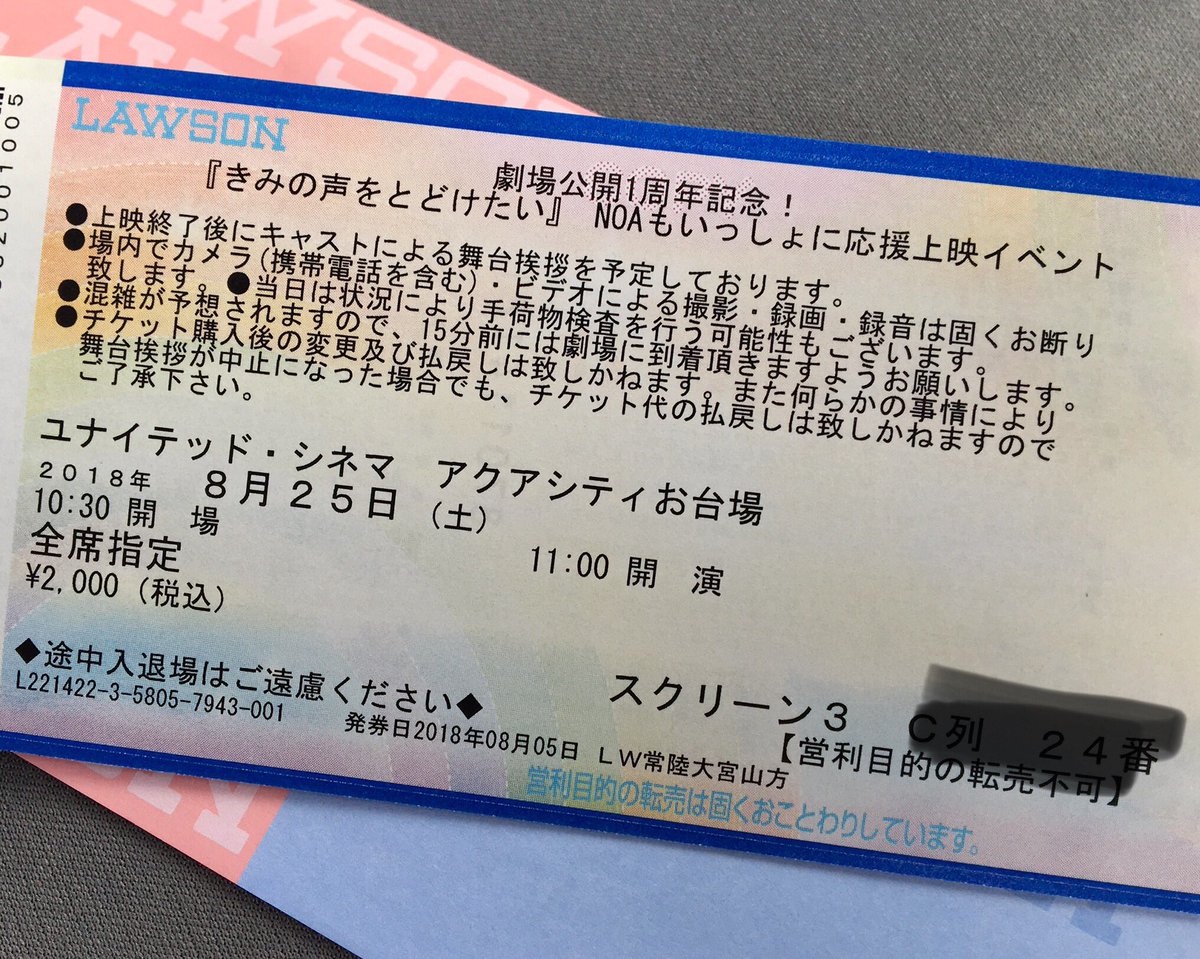 LAWSON
劇場公開1周年記念！
『きみの声をとどけたい』 NOAもいっしょに応援上映イベント
●上映終了後にキャストによる舞台挨拶を予定しております。
●場内でカメラ(携帯電話を含む)・ビデオによる撮影・録画・録音は固くお断り
致します。●当日は状況により手荷物検査を行う可能性もございます。
●混雑が予想されますので、15分前には劇場に到着頂きますようお願いします。
●チケット購入後の変更及び払戻しは致しかねます。また何らかの事情により
舞台挨拶が中止になった場合でも、チケット代の払戻しは致しかねますので
ご了承下さい。
ユナイテッド・シネマ アクアシティお台場
2018年 8月25日 (土)
10:30 開 場 11:00 開 演
全席指定
¥2,000 (税込)
スクリーン3 C列 24番
◆途中入退場はご遠慮ください◆
【営利目的の転売不可】
L221422-3-5805-7943-001
発券日2018年08月05日 LW常陸大宮山方
営利目的の転売は固くおことわりしています。